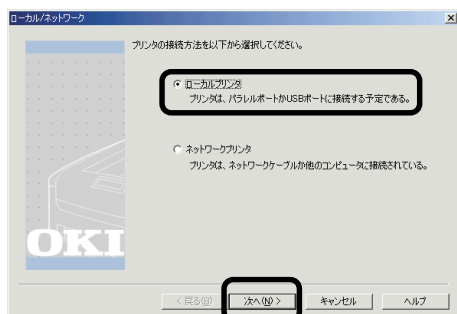 ローカル/ネットワーク
プリンタの接続方法を以下から選択してください。
ローカルプリンタ
プリンタは、パラレルポートかUSBポートに接続する予定である。
ネットワークプリンタ
プリンタは、ネットワークケーブルか他のコンピュータに接続されている。
OKI
< 戻る(B) 次へ(N) > キャンセル ヘルプ